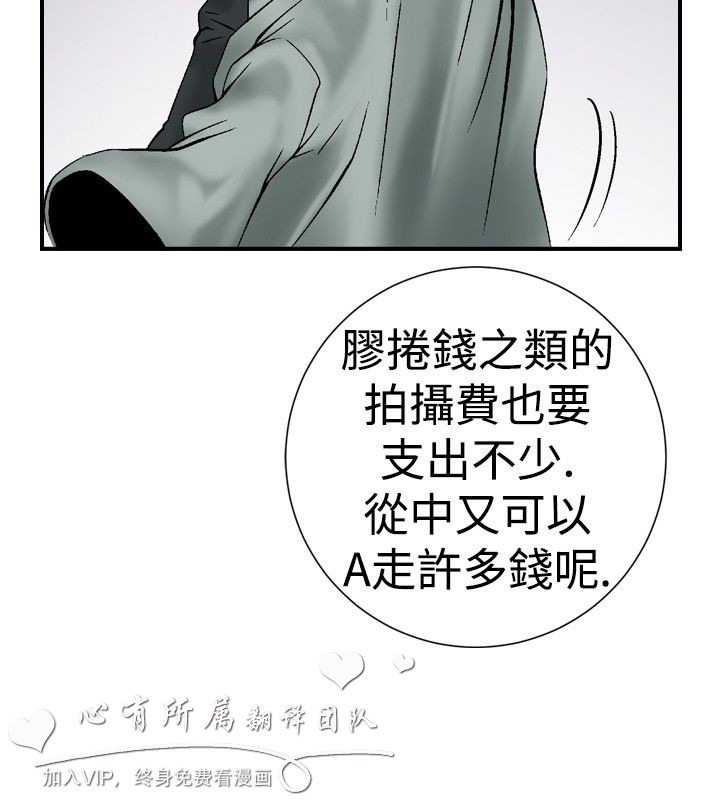 膠捲錢之類的
拍攝費也要
支出不少.
從中又可以
A走許多錢呢.
心有所属翻译团队
加入VIP，终身免费看漫画